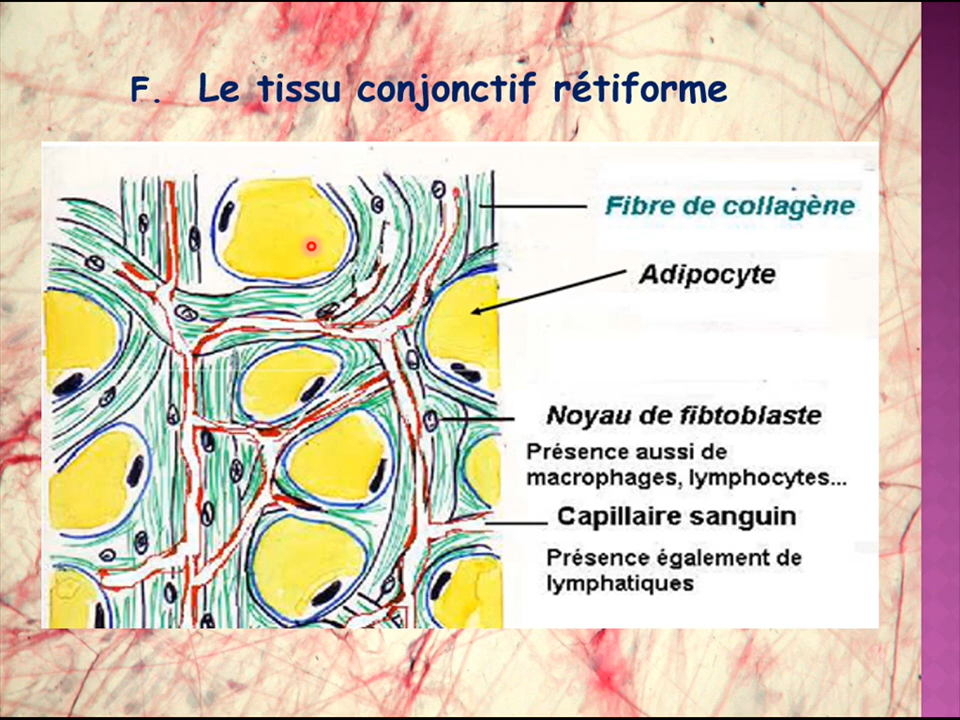 F. Le tissu conjonctif rétiforme
Fibre de collagène
Adipocyte
Noyau de fibtoblaste
Présence aussi de
macrophages, lymphocytes...
Capillaire sanguin
Présence également de
lymphatiques